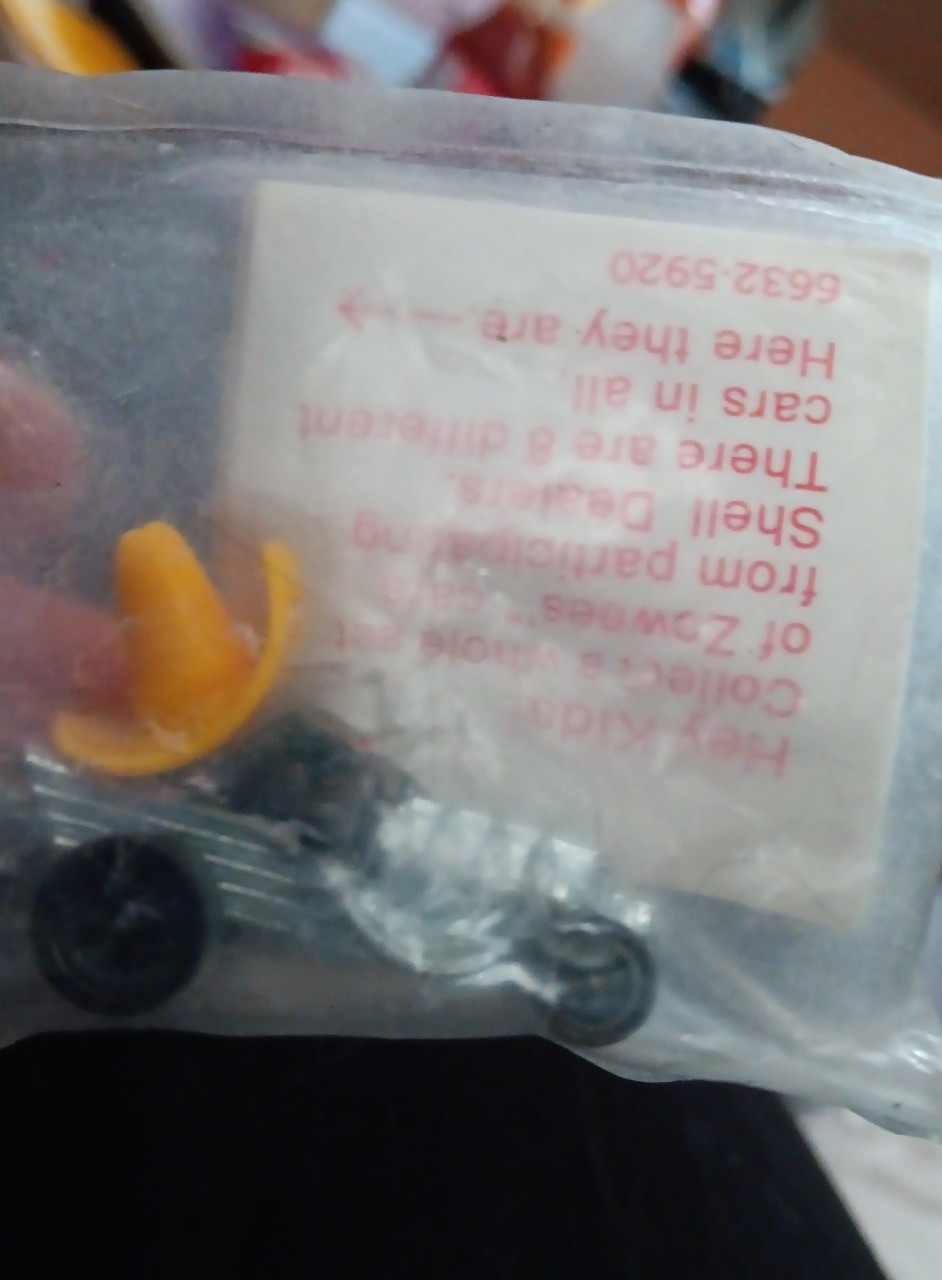 Hey Kids!
Collect a whole set
of Zowees™ cars
from participating
Shell Dealers.
There are 8 different
cars in all.
Here they are ---→
6632-5920